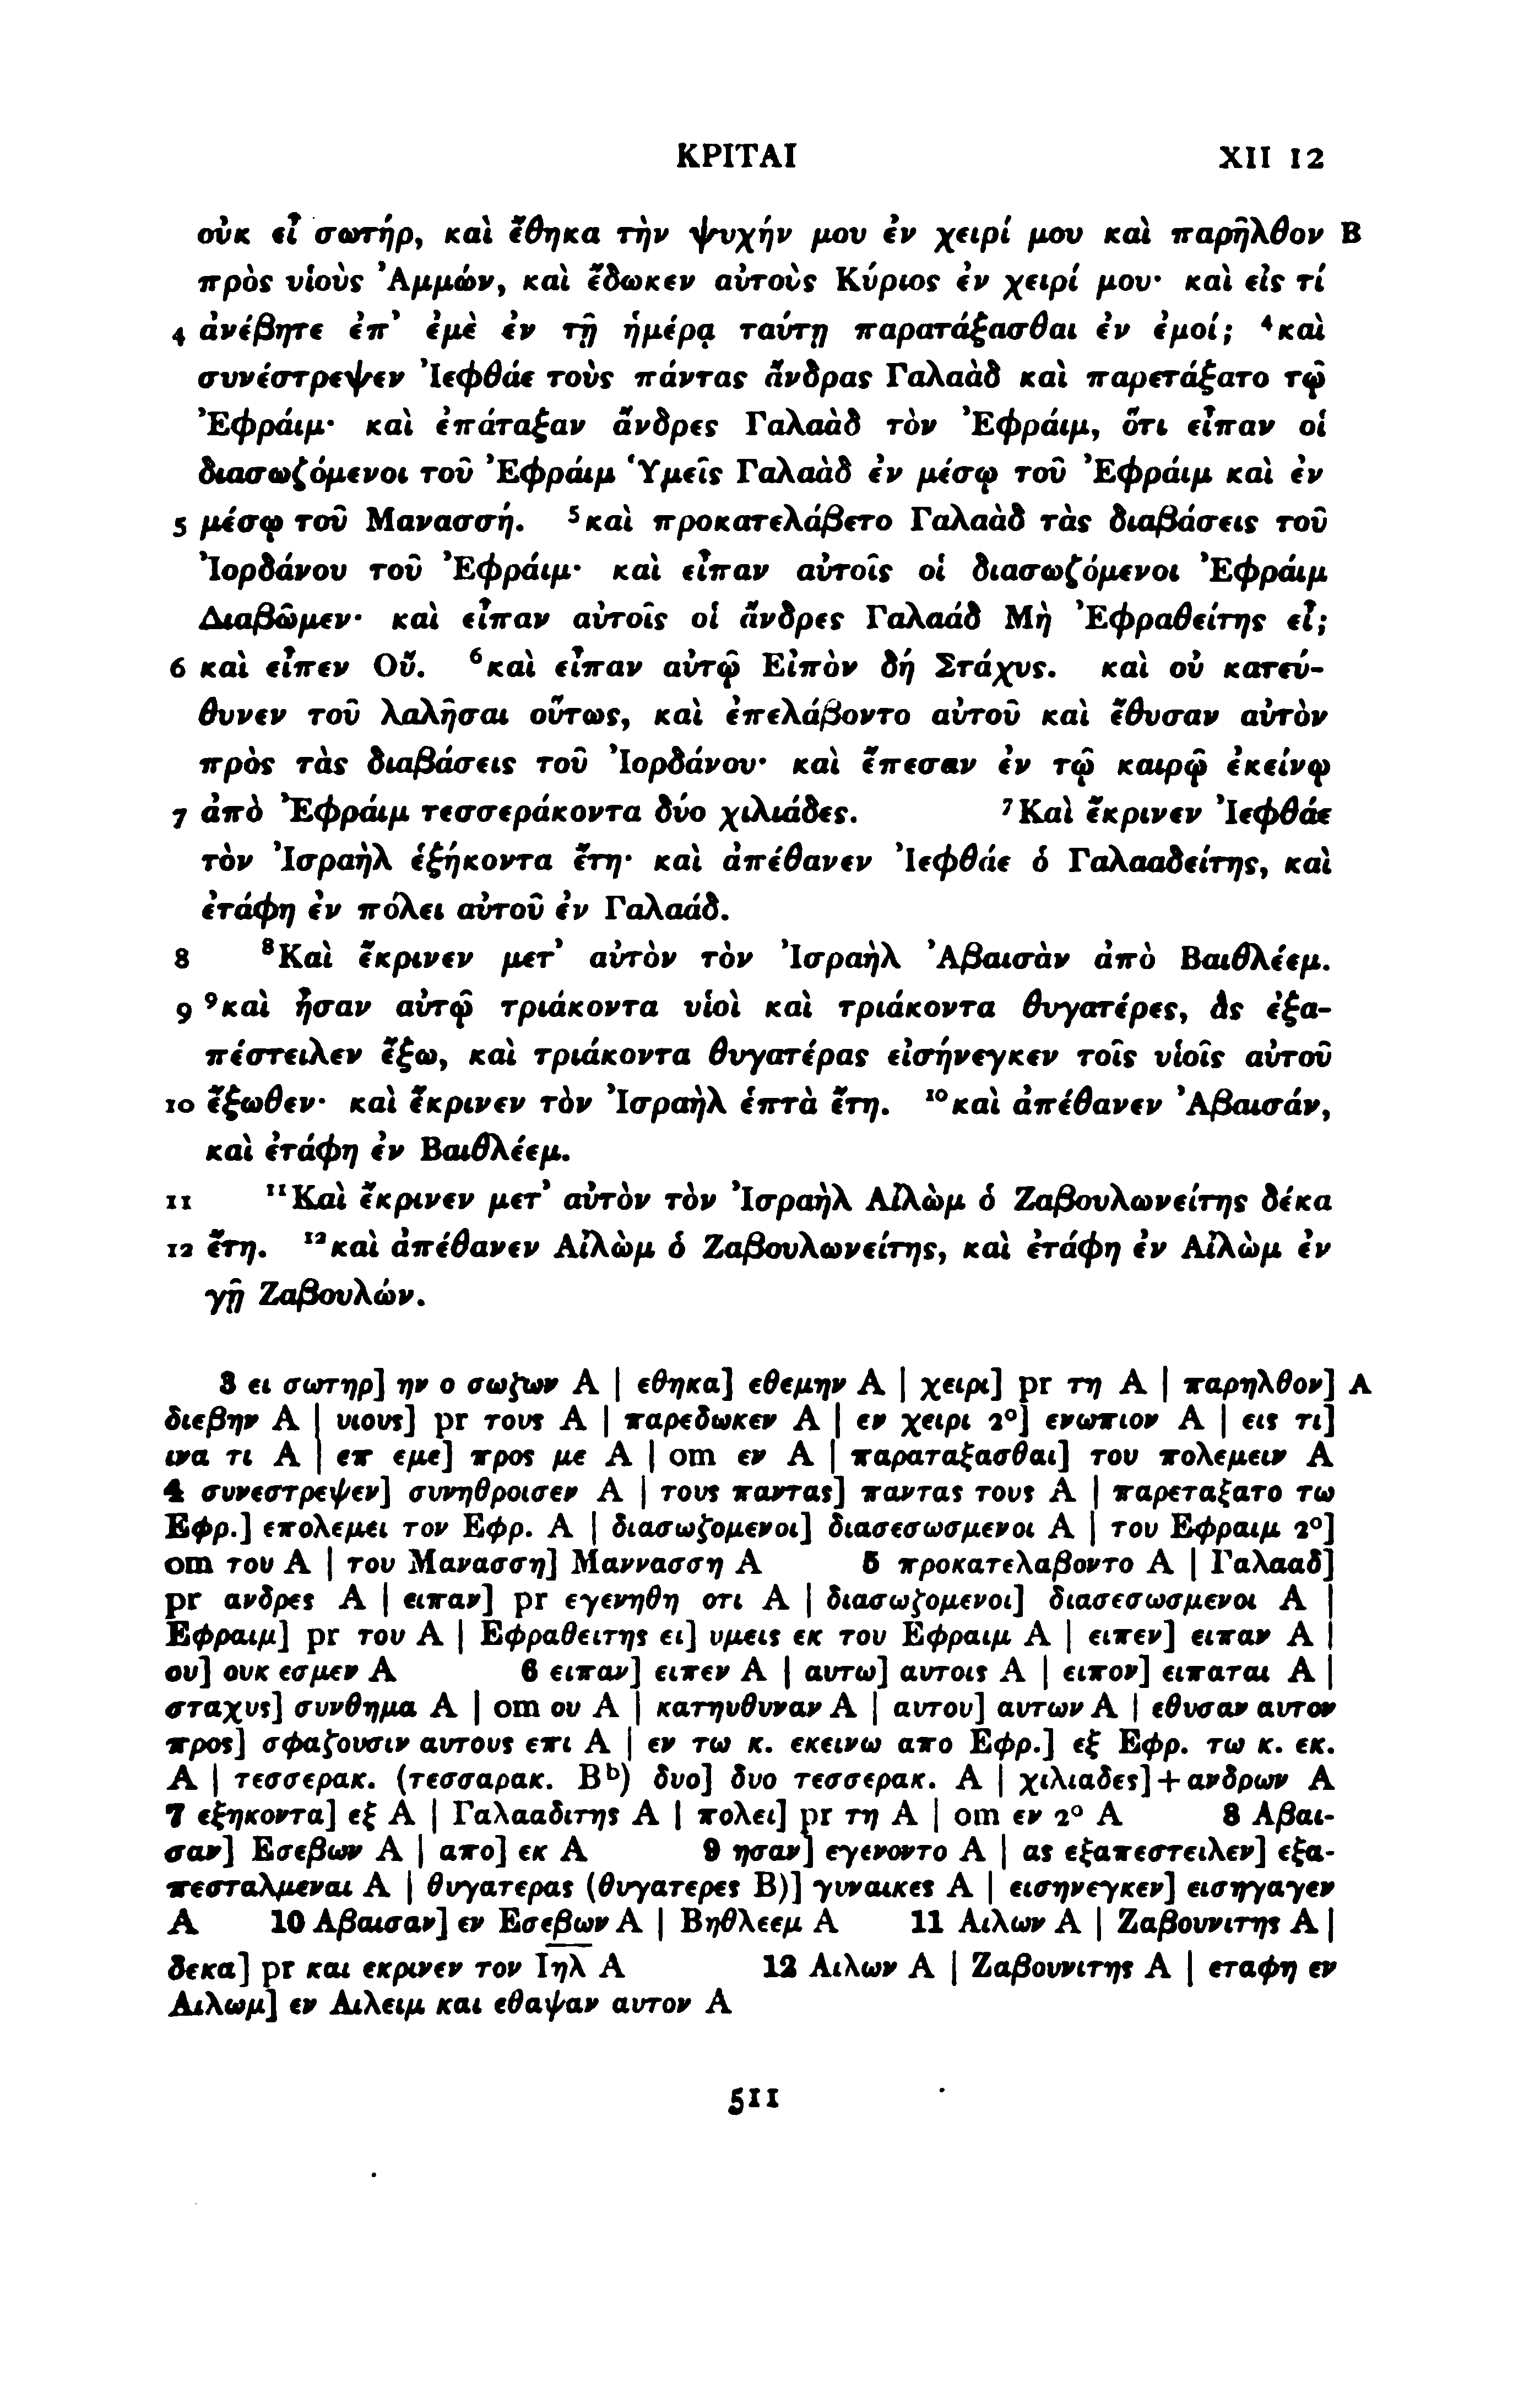 ΚΡΙΤΑΙ XII 12
οὐκ εἶ σωτήρ, καὶ ἔθηκα τὴν ψυχήν μου ἐν χειρί μου καὶ παρῆλθον B
πρὸς υἱοὺς Ἀμμών, καὶ ἔδωκεν αὐτοὺς Κύριος ἐν χειρί μου· καὶ εἰς τί
4 ἀνέβητε ἐπ’ ἐμὲ ἐν τῇ ἡμέρᾳ ταύτῃ παρατάξασθαι ἐν ἐμοί; ⁴καὶ
συνέστρεψεν Ἰεφθάε τοὺς πάντας ἄνδρας Γαλαὰδ καὶ παρετάξατο τῷ
Ἐφράιμ· καὶ ἐπάταξαν ἄνδρες Γαλαὰδ τὸν Ἐφράιμ, ὅτι εἶπαν οἱ
διασωζόμενοι τοῦ Ἐφράιμ Ὑμεῖς Γαλαὰδ ἐν μέσῳ τοῦ Ἐφράιμ καὶ ἐν
5 μέσῳ τοῦ Μανασσή. ⁵καὶ προκατελάβετο Γαλαὰδ τὰς διαβάσεις τοῦ
Ἰορδάνου τοῦ Ἐφράιμ· καὶ εἶπαν αὐτοῖς οἱ διασωζόμενοι Ἐφράιμ
Διαβῶμεν· καὶ εἶπαν αὐτοῖς οἱ ἄνδρες Γαλαάδ Μὴ Ἐφραθείτης εἶ;
6 καὶ εἶπεν Οὔ. ⁶καὶ εἶπαν αὐτῷ Εἰπὸν δή Στάχυς. καὶ οὐ κατεύ-
θυνεν τοῦ λαλῆσαι οὕτως, καὶ ἐπελάβοντο αὐτοῦ καὶ ἔθυσαν αὐτὸν
πρὸς τὰς διαβάσεις τοῦ Ἰορδάνου· καὶ ἔπεσαν ἐν τῷ καιρῷ ἐκείνῳ
7 ἀπὸ Ἐφράιμ τεσσεράκοντα δύο χιλιάδες. ⁷Καὶ ἔκρινεν Ἰεφθάε
τὸν Ἰσραὴλ ἑξήκοντα ἔτη· καὶ ἀπέθανεν Ἰεφθάε ὁ Γαλααδείτης, καὶ
ἐτάφη ἐν πόλει αὐτοῦ ἐν Γαλαάδ.
8 ⁸Καὶ ἔκρινεν μετ’ αὐτὸν τὸν Ἰσραὴλ Ἀβαισὰν ἀπὸ Βαιθλέεμ.
9 ⁹καὶ ἦσαν αὐτῷ τριάκοντα υἱοὶ καὶ τριάκοντα θυγατέρες, ἃς ἐξα-
πέστειλεν ἔξω, καὶ τριάκοντα θυγατέρας εἰσήνεγκεν τοῖς υἱοῖς αὐτοῦ
10 ἔξωθεν· καὶ ἔκρινεν τὸν Ἰσραὴλ ἑπτὰ ἔτη. ¹⁰καὶ ἀπέθανεν Ἀβαισάν,
καὶ ἐτάφη ἐν Βαιθλέεμ.
11 ¹¹Καὶ ἔκρινεν μετ’ αὐτὸν τὸν Ἰσραὴλ Αἰλὼμ ὁ Ζαβουλωνείτης δέκα
12 ἔτη. ¹²καὶ ἀπέθανεν Αἰλὼμ ὁ Ζαβουλωνείτης, καὶ ἐτάφη ἐν Αἰλὼμ ἐν
γῇ Ζαβουλών.
3 ει σωτηρ] ην ο σωζων A | εθηκα] εθεμην A | χειρι] pr τη A | παρηλθον] A
διεβην A | υιους] pr τους A | παρεδωκεν A | εν χειρι 2°] ενωπιον A | εις τι]
ινα τι A | επ εμε] προς με A | om εν A | παραταξασθαι] του πολεμειν A
4 συνεστρεψεν] συνηθροισεν A | τους παντας] παντας τους A | παρεταξατο τω
Εφρ.] επολεμει τον Εφρ. A | διασωζομενοι] διασεσωσμενοι A | του Εφραιμ 2°]
om του A | του Μανασση] Μαννασση A 5 προκατελαβοντο A | Γαλααδ]
pr ανδρες A | ειπαν] pr εγενηθη οτι A | διασωζομενοι] διασεσωσμενοι A |
Εφραιμ] pr του A | Εφραθειτης ει] υμεις εκ του Εφραιμ A | ειπεν] ειπαν A |
ου] ουκ εσμεν A 6 ειπαν] ειπεν A | αυτω] αυτοις A | ειπον] ειπαται A |
σταχυς] συνθημα A | om ου A | κατηυθυναν A | αυτου] αυτων A | εθυσαν αυτον
προς] σφαζουσιν αυτους επι A | εν τω κ. εκεινω απο Εφρ.] εξ Εφρ. τω κ. εκ.
A | τεσσερακ. (τεσσαρακ. Bᵇ) δυο] δυο τεσσερακ. A | χιλιαδες]+ανδρων A
7 εξηκοντα] εξ A | Γαλααδιτης A | πολει] pr τη A | om εν 2° A 8 Αβαι-
σαν] Εσεβων A | απο] εκ A 9 ησαν] εγενοντο A | ας εξαπεστειλεν] εξα-
πεσταλμεναι A | θυγατερας (θυγατερες B)] γυναικες A | εισηνεγκεν] εισηγαγεν
A 10 Αβαισαν] εν Εσεβων A | Βηθλεεμ A 11 Αιλων A | Ζαβουνιτης A |
δεκα] pr και εκρινεν τον Ιηλ A 12 Αιλων A | Ζαβουνιτης A | εταφη εν
Αιλωμ] εν Αιλειμ και εθαψαν αυτον A
511